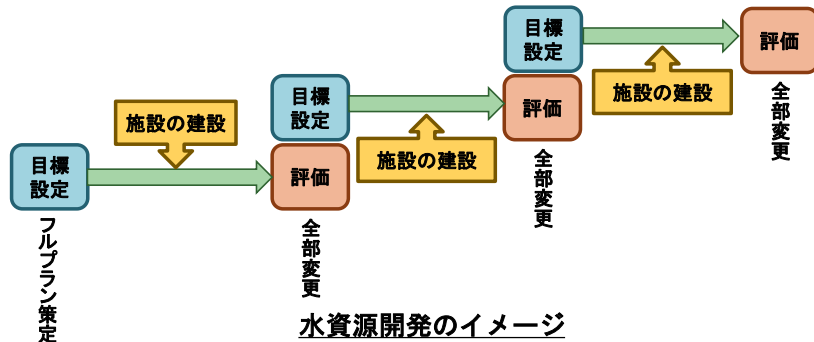 目標
設定
フルプラン策定
施設の建設
評価
全部変更
目標
設定
施設の建設
評価
全部変更
目標
設定
施設の建設
評価
全部変更
水資源開発のイメージ